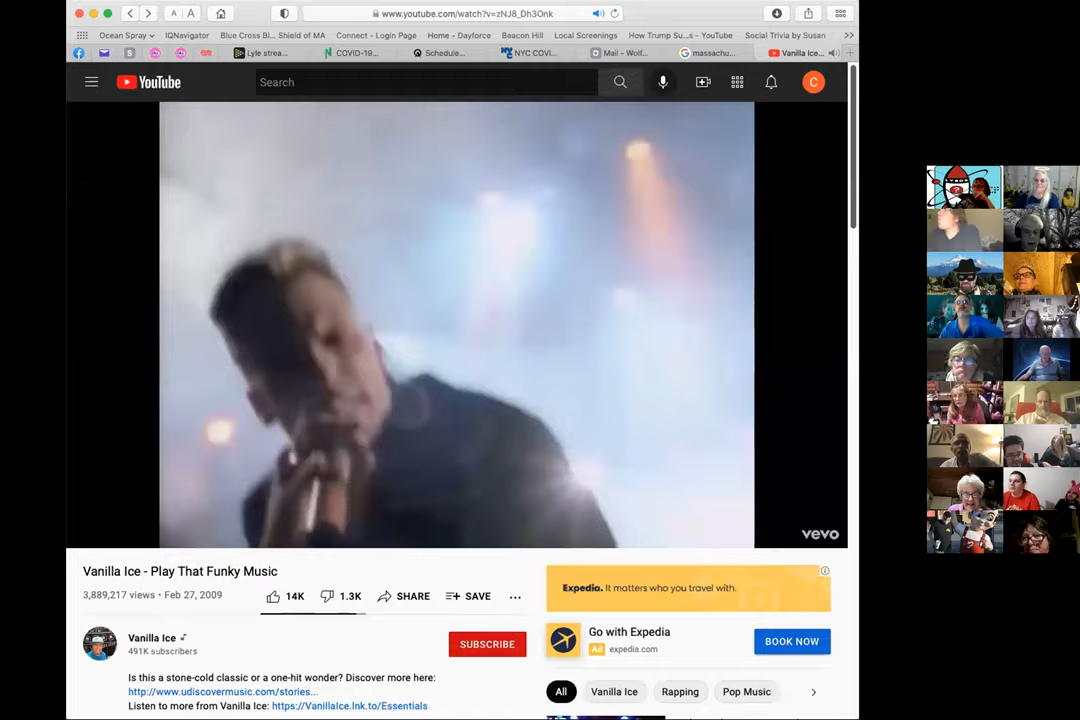 A A
www.youtube.com/watch?v=zNJ8_Dh3Onk
Ocean Spray IQNavigator Blue Cross Bl... Shield of MA Connect - Login Page Home - Dayforce Beacon Hill Local Screenings How Trump Su...s - YouTube Social Trivia by Susan
Lyle strea... COVID-19... Schedule... NYC COVI... Mail - Wolf... massachu... Vanilla Ice...
YouTube
Search
C
vevo
Vanilla Ice - Play That Funky Music
3,889,217 views • Feb 27, 2009
14K 1.3K SHARE SAVE ...
Vanilla Ice
491K subscribers
SUBSCRIBE
Is this a stone-cold classic or a one-hit wonder? Discover more here:
http://www.udiscovermusic.com/stories...
Listen to more from Vanilla Ice: https://VanillaIce.lnk.to/Essentials
Expedia. It matters who you travel with.
Go with Expedia
Ad expedia.com
BOOK NOW
All Vanilla Ice Rapping Pop Music